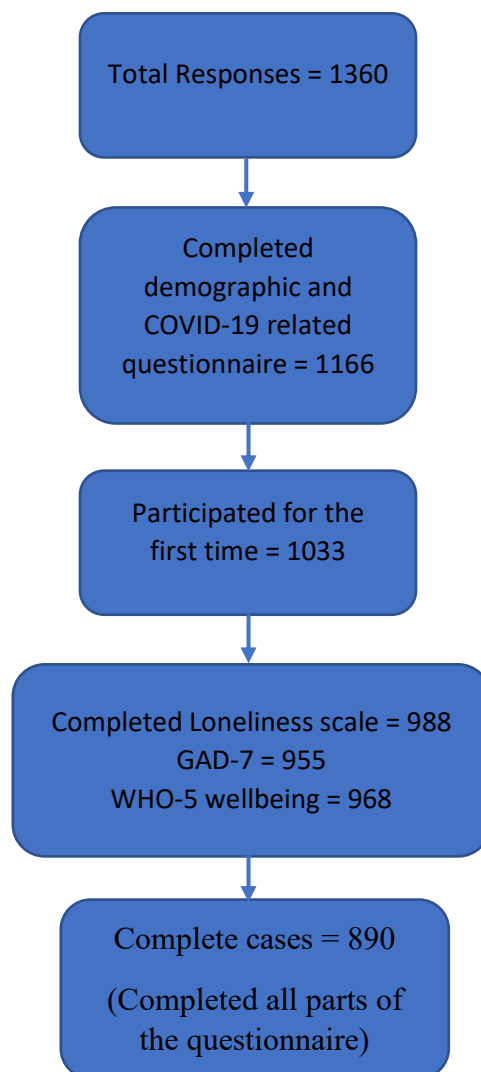 Total Responses = 1360
Completed
demographic and
COVID-19 related
questionnaire = 1166
Participated for the
first time = 1033
Completed Loneliness scale = 988
GAD-7 = 955
WHO-5 wellbeing = 968
Complete cases = 890
(Completed all parts of
the questionnaire)